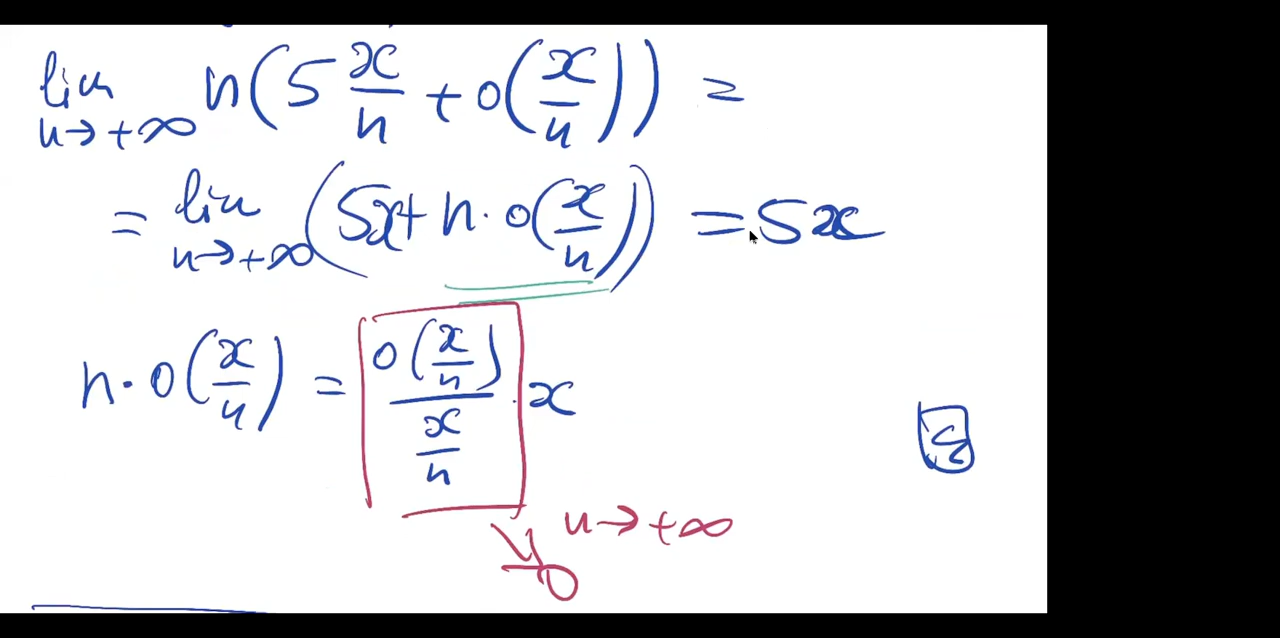 lim n→+∞ n(5 x/n + o(x/n)) =
= lim n→+∞ (5x + n · o(x/n)) = 5x
n · o(x/n) = o(x/n) / (x/n) · x
n→+∞
0